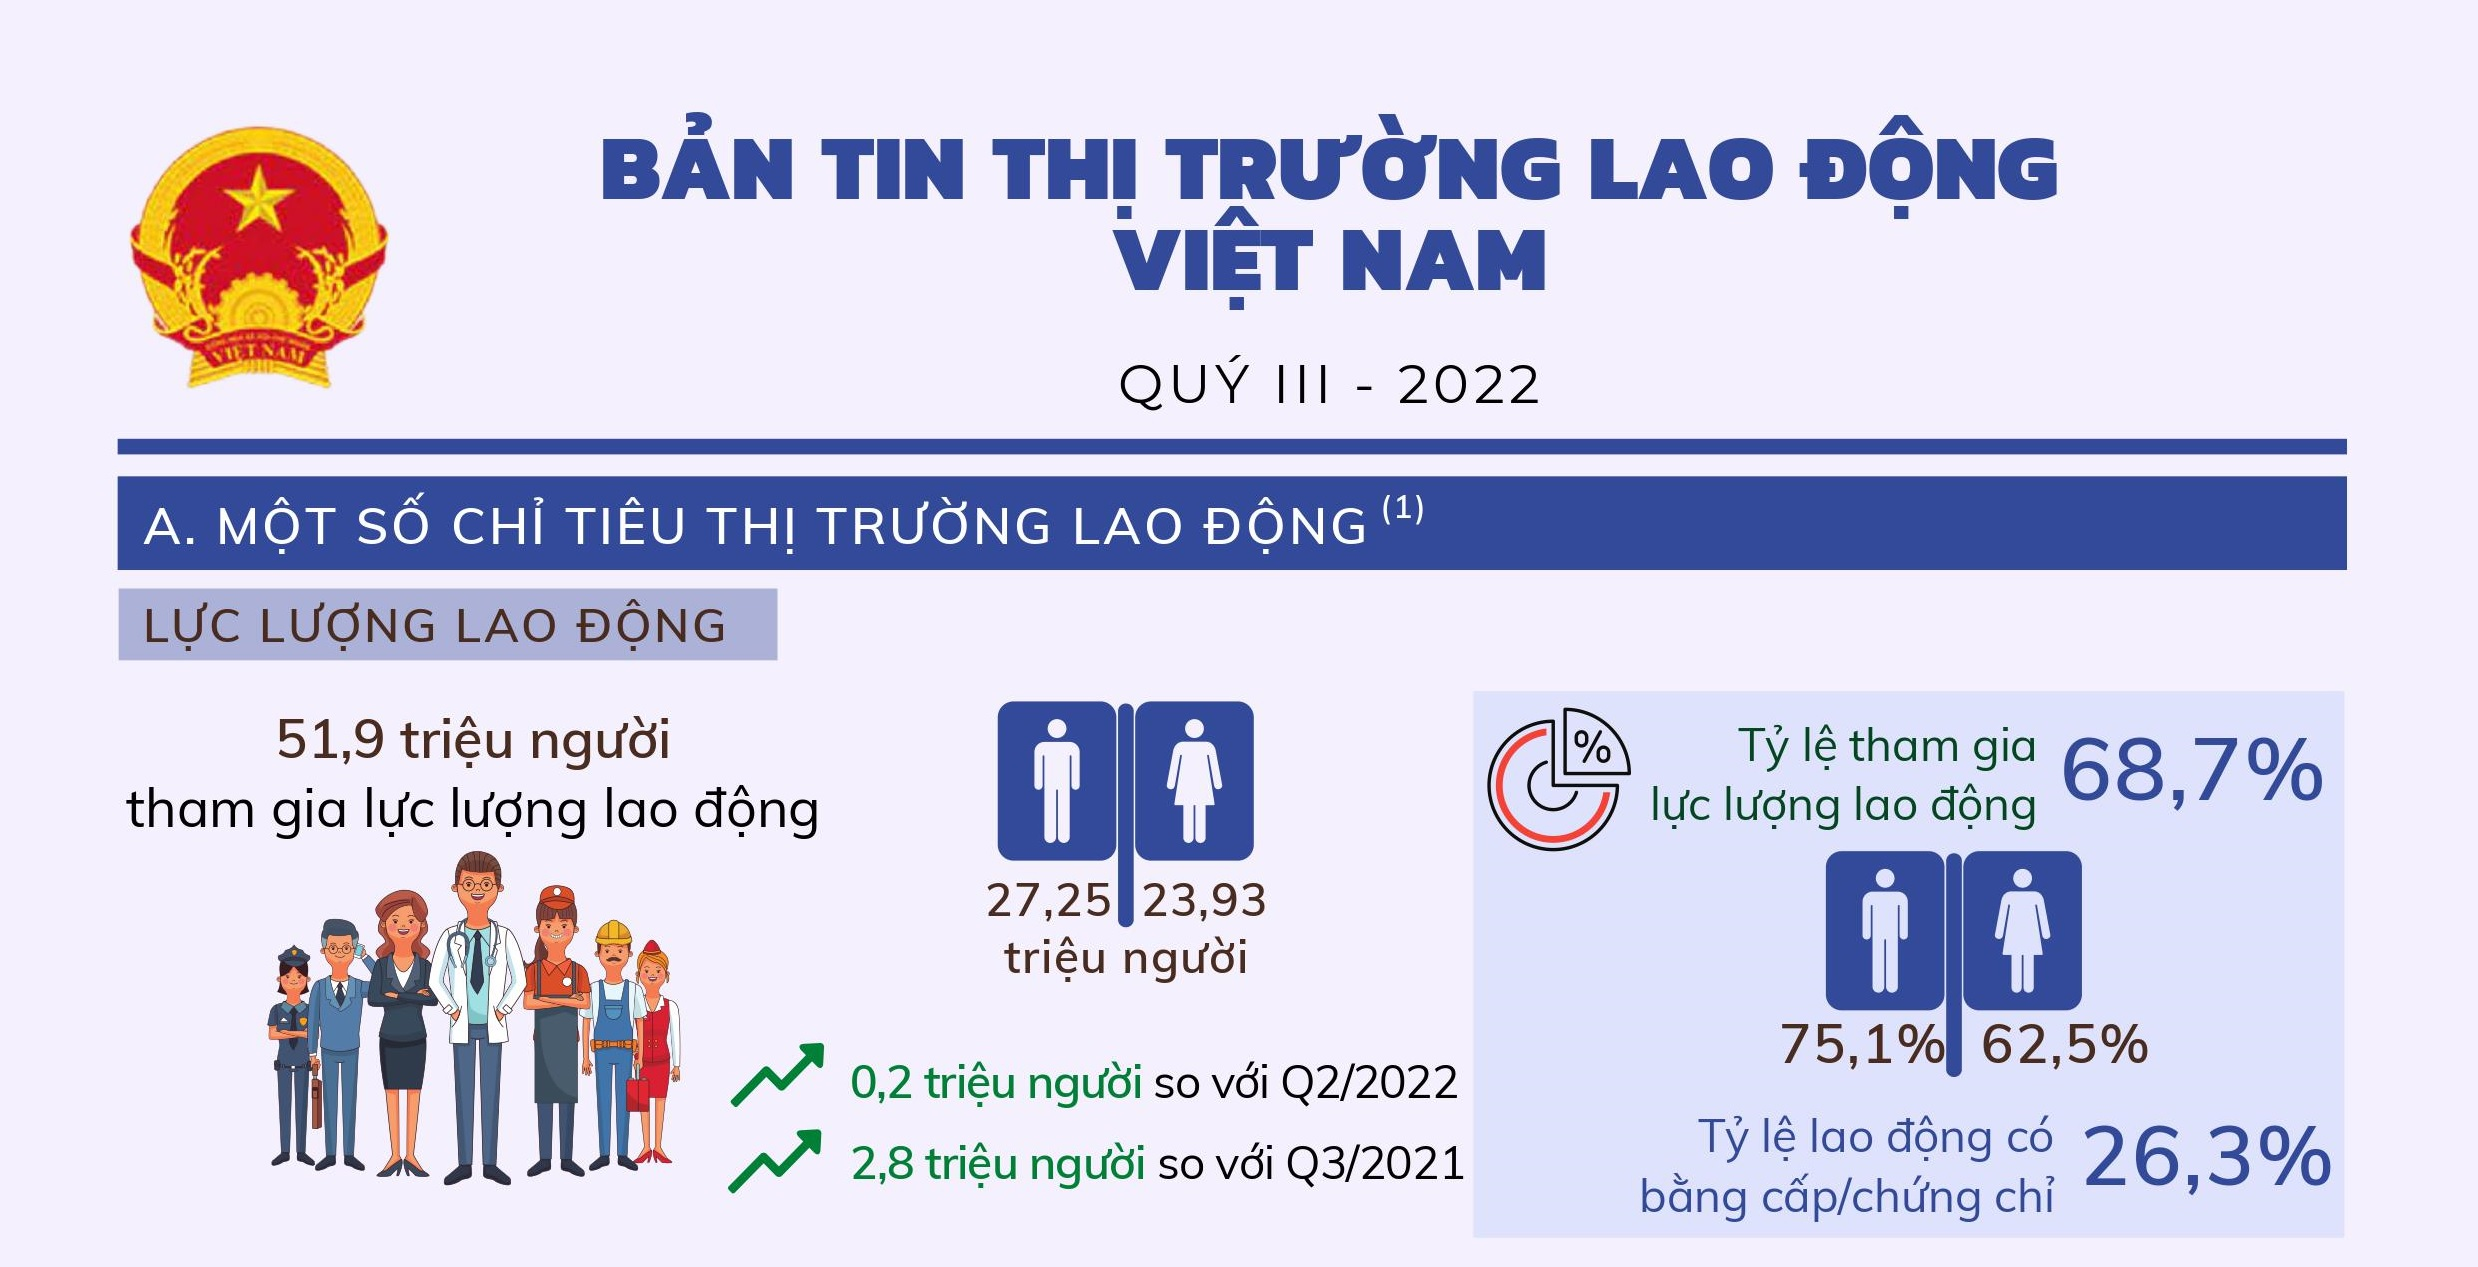 BẢN TIN THỊ TRƯỜNG LAO ĐỘNG
VIỆT NAM
QUÝ III - 2022
VIỆT NAM
A. MỘT SỐ CHỈ TIÊU THỊ TRƯỜNG LAO ĐỘNG (1)
LỰC LƯỢNG LAO ĐỘNG
51,9 triệu người
tham gia lực lượng lao động
27,25 23,93
triệu người
0,2 triệu người so với Q2/2022
2,8 triệu người so với Q3/2021
%
Tỷ lệ tham gia
lực lượng lao động
68,7%
75,1% 62,5%
Tỷ lệ lao động có
bằng cấp/chứng chỉ
26,3%